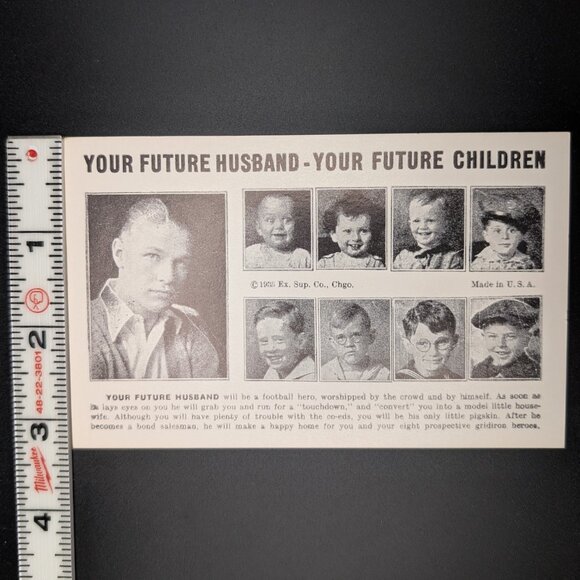 YOUR FUTURE HUSBAND - YOUR FUTURE CHILDREN
© 1935 Ex. Sup. Co., Chgo.
Made in U. S. A.
YOUR FUTURE HUSBAND will be a football hero, worshipped by the crowd and by himself. As soon as
he lays eyes on you he will grab you and run for a "touchdown," and "convert" you into a model little house-
wife. Although you will have plenty of trouble with the co-eds, you will be his only little pigskin. After he
becomes a bond salesman, he will make a happy home for you and your eight prospective gridiron heroes.
1
2
3
4
48-22-3801
Milwaukee